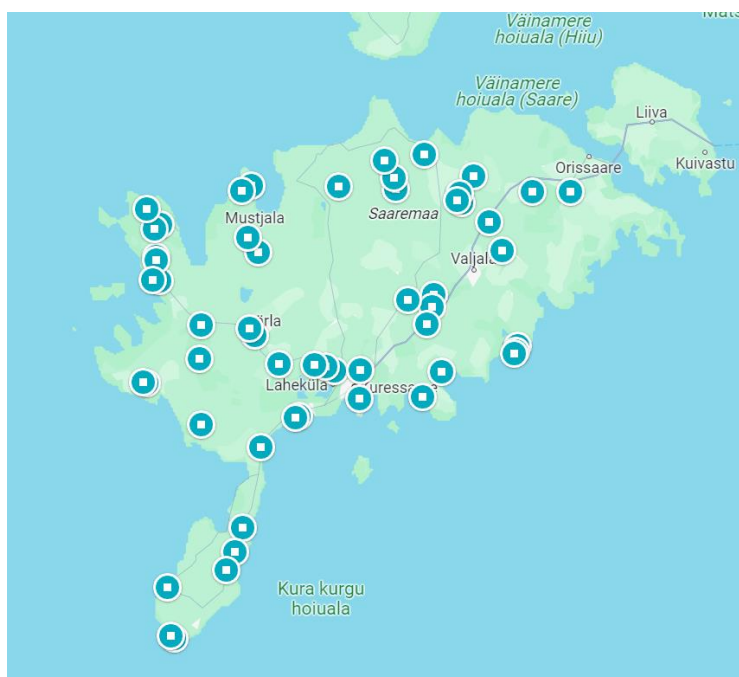 Väinamere
hoiuala (Hiiu)
Väinamere
hoiuala (Saare)
Liiva
Orissaare
Kuivastu
Saaremaa
Mustjala
Valjala
Laheküla
Kura kurgu
hoiuala